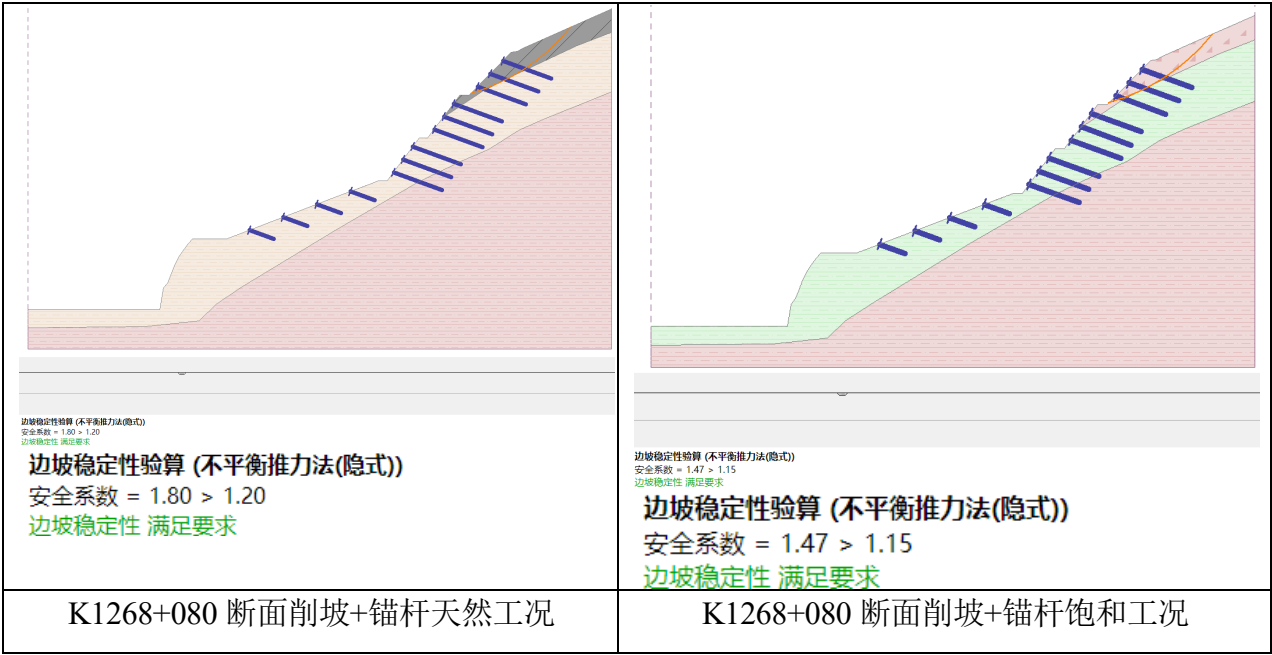 边坡稳定性验算 (不平衡推力法(隐式))
安全系数 = 1.80 > 1.20
边坡稳定性 满足要求
边坡稳定性验算 (不平衡推力法(隐式))
安全系数 = 1.80 > 1.20
边坡稳定性 满足要求
K1268+080 断面削坡+锚杆天然工况
边坡稳定性验算 (不平衡推力法(隐式))
安全系数 = 1.47 > 1.15
边坡稳定性 满足要求
边坡稳定性验算 (不平衡推力法(隐式))
安全系数 = 1.47 > 1.15
边坡稳定性 满足要求
K1268+080 断面削坡+锚杆饱和工况